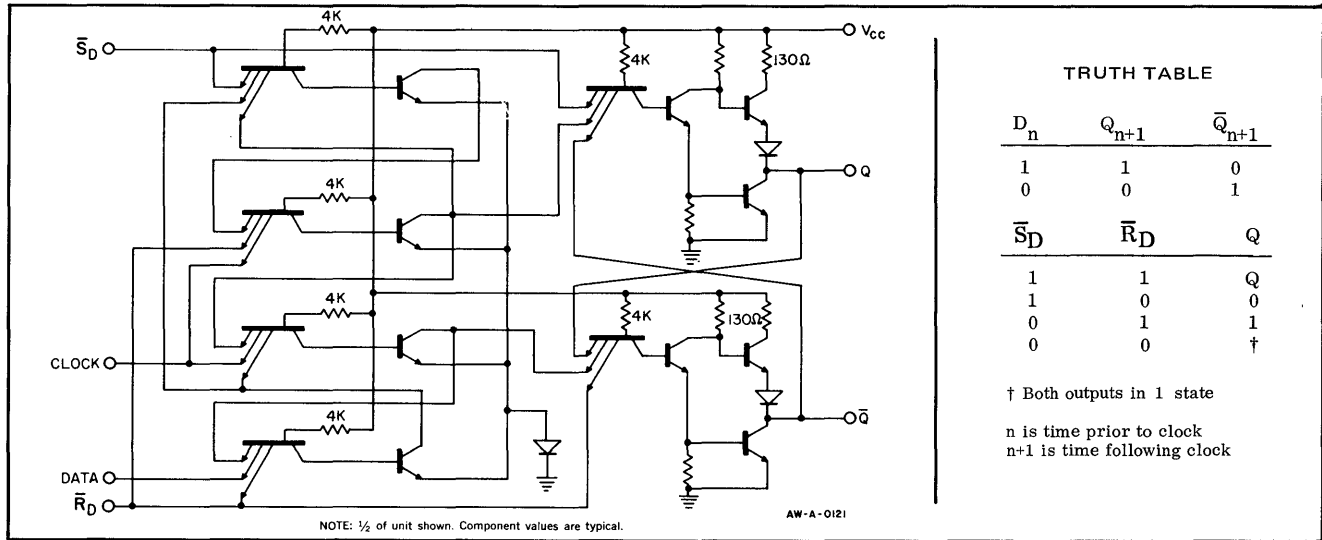 4K
S̄D
VCC
4K
130Ω
4K
Q
4K
4K
130Ω
CLOCK
4K
Q̄
DATA
R̄D
NOTE: ½ of unit shown. Component values are typical.
AW-A-0121
TRUTH TABLE
Dn Qn+1 Q̄n+1
1 1 0
0 0 1
S̄D R̄D Q
1 1 Q
1 0 0
0 1 1
0 0 †
† Both outputs in 1 state
n is time prior to clock
n+1 is time following clock